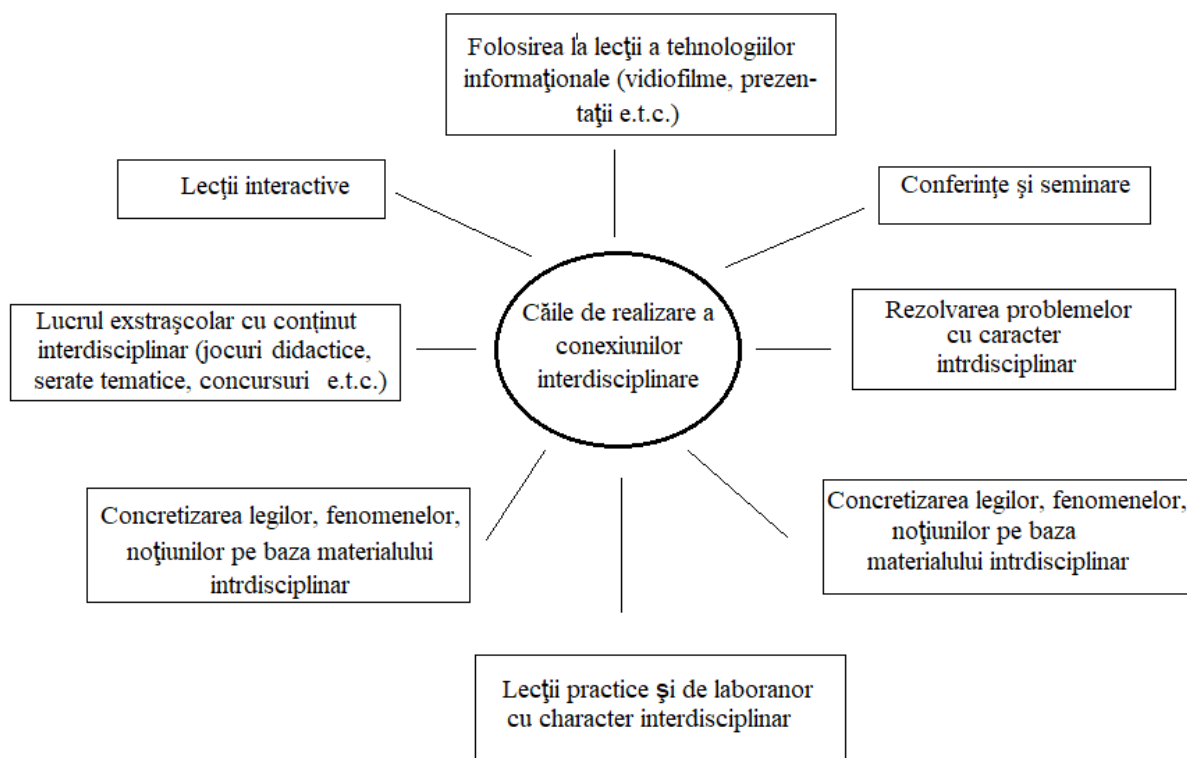 Folosirea la lecţii a tehnologiilor
informaţionale (vidiofilme, prezen-
taţii e.t.c.)
Lecţii interactive
Conferinţe şi seminare
Căile de realizare a
conexiunilor
interdisciplinare
Lucrul exstraşcolar cu conţinut
interdisciplinar (jocuri didactice,
serate tematice, concursuri e.t.c.)
Rezolvarea problemelor
cu caracter
intrdisciplinar
Concretizarea legilor, fenomenelor,
noţiunilor pe baza materialului
intrdisciplinar
Concretizarea legilor, fenomenelor,
noţiunilor pe baza
materialului intrdisciplinar
Lecţii practice şi de laboranor
cu character interdisciplinar